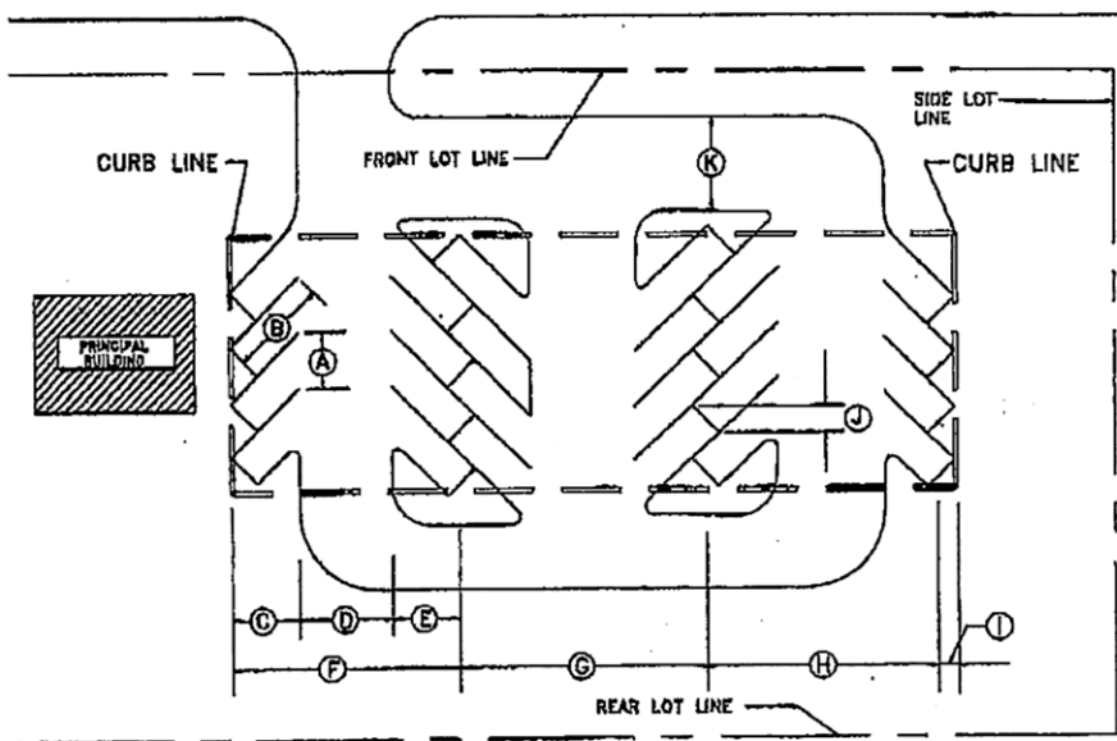 SIDE LOT
LINE
CURB LINE
FRONT LOT LINE
K
CURB LINE
B
PRINCIPAL
BUILDING
A
J
C
D
E
I
F
G
H
REAR LOT LINE